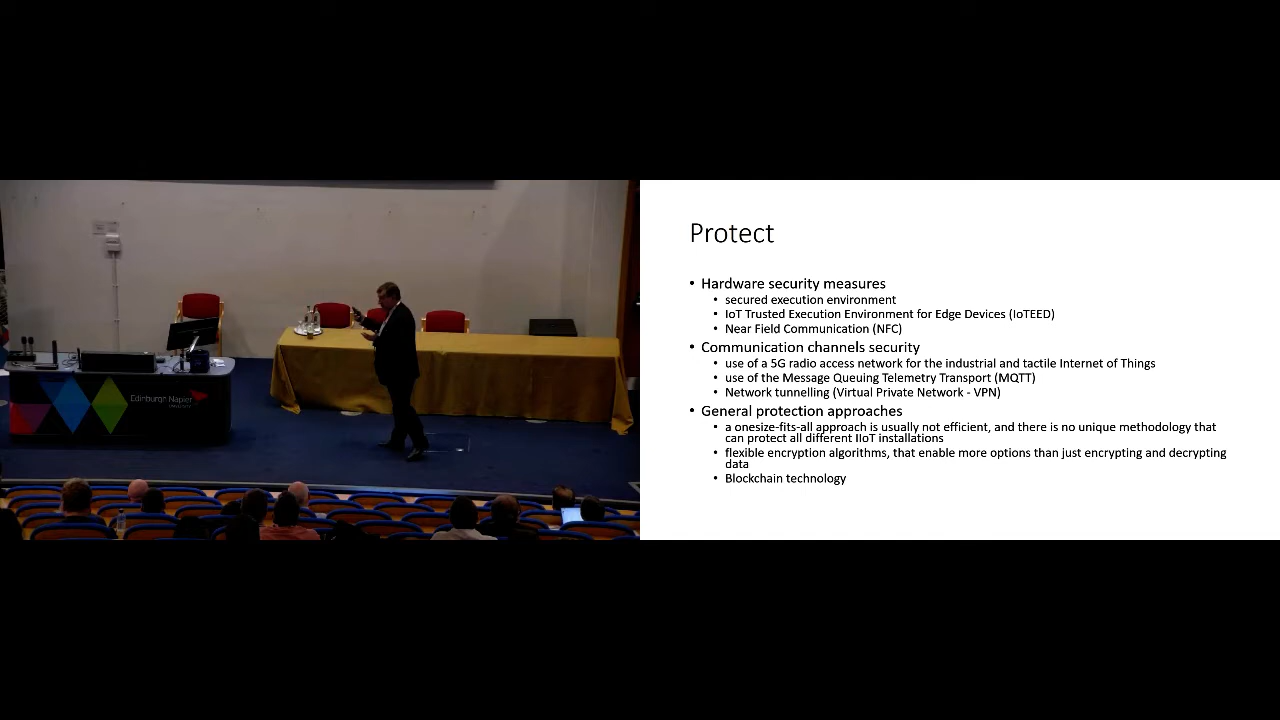 Edinburgh Napier
Protect
• Hardware security measures
• secured execution environment
• IoT Trusted Execution Environment for Edge Devices (IoTEED)
• Near Field Communication (NFC)
• Communication channels security
• use of a 5G radio access network for the industrial and tactile Internet of Things
• use of the Message Queuing Telemetry Transport (MQTT)
• Network tunnelling (Virtual Private Network - VPN)
• General protection approaches
• a onesize-fits-all approach is usually not efficient, and there is no unique methodology that
can protect all different IIoT installations
• flexible encryption algorithms, that enable more options than just encrypting and decrypting
data
• Blockchain technology